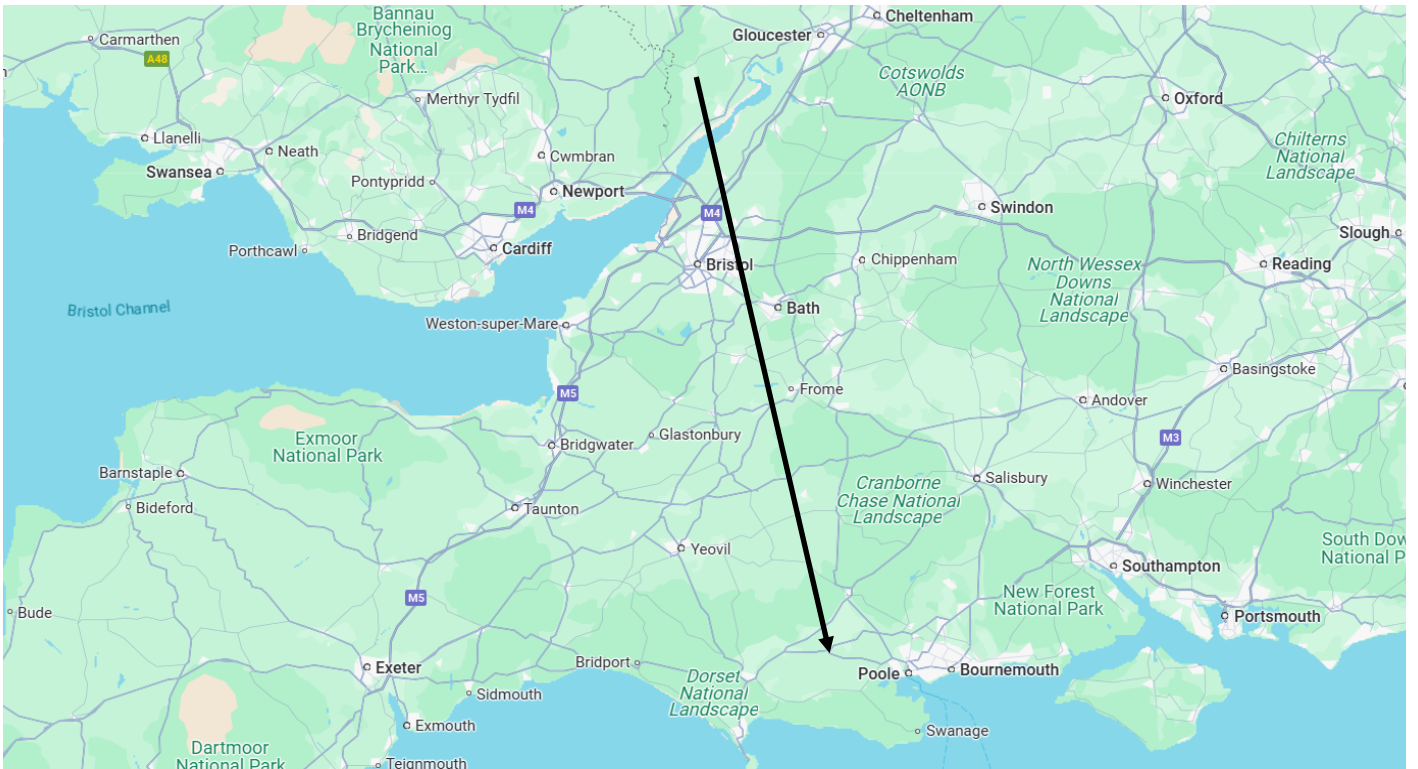 Bannau
Brycheiniog
National
Park...
Cheltenham
Gloucester
Carmarthen
A48
Cotswolds
AONB
Merthyr Tydfil
Oxford
Llanelli
Neath
Cwmbran
Chilterns
National
Landscape
Swansea
Pontypridd
Newport
M4
M4
Swindon
Bridgend
Porthcawl
Cardiff
Slough
Bristol
Chippenham
Reading
North Wessex
Downs
National
Landscape
Bristol Channel
Bath
Weston-super-Mare
Basingstoke
M5
Frome
Andover
Exmoor
National Park
Bridgwater
Glastonbury
M3
Barnstaple
Salisbury
Winchester
Cranborne
Chase National
Landscape
Bideford
Taunton
Yeovil
South Dow
National P
Southampton
New Forest
National Park
M5
Bude
Portsmouth
Exeter
Bridport
Poole
Bournemouth
Dorset
National
Landscape
Sidmouth
Exmouth
Swanage
Dartmoor
National Park
Teignmouth